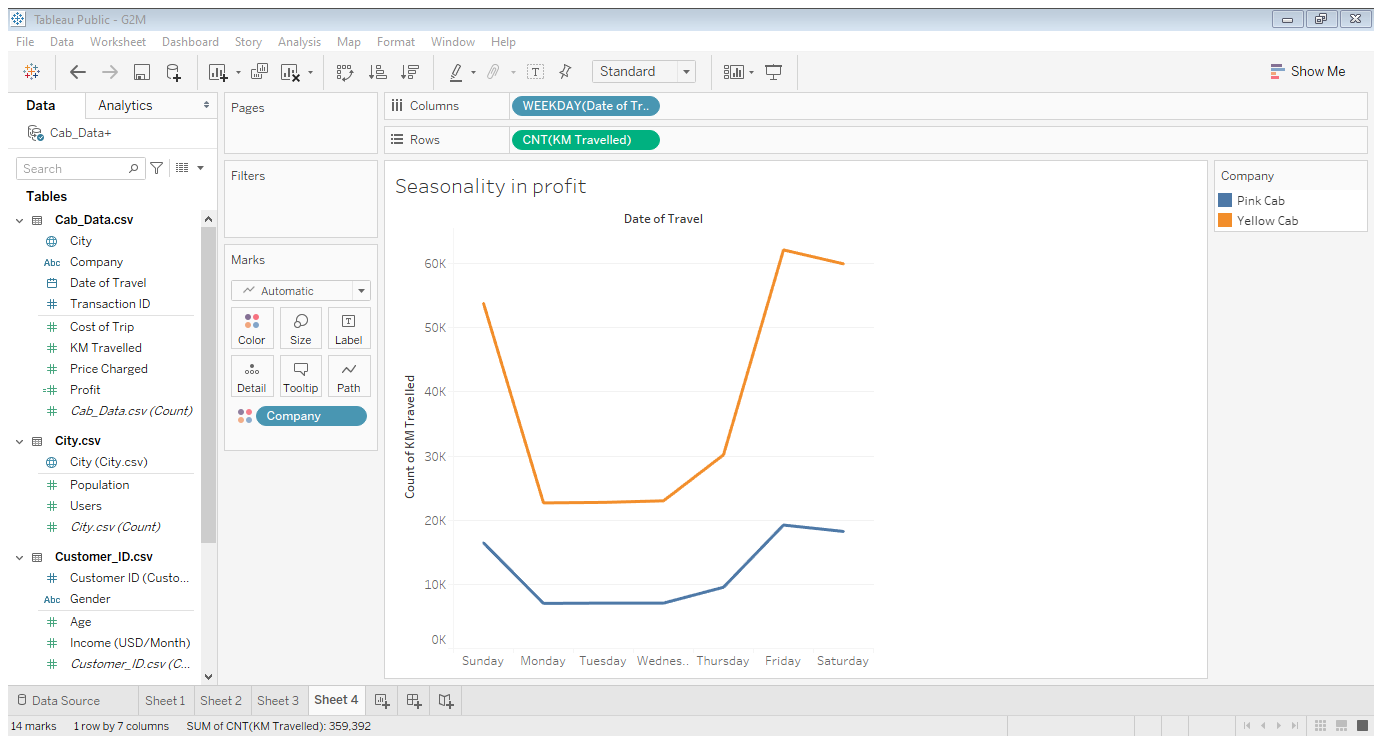 Tableau Public - G2M
File Data Worksheet Dashboard Story Analysis Map Format Window Help
Standard
Show Me
Data Analytics
Cab_Data+
Search
Tables
Cab_Data.csv
City
Abc Company
Date of Travel
Transaction ID
Cost of Trip
KM Travelled
Price Charged
Profit
Cab_Data.csv (Count)
City.csv
City (City.csv)
Population
Users
City.csv (Count)
Customer_ID.csv
Customer ID (Custo...
Abc Gender
Age
Income (USD/Month)
Customer_ID.csv (C...
Pages
Filters
Marks
Automatic
Color Size Label
Detail Tooltip Path
Company
Columns WEEKDAY(Date of Tr..
Rows CNT(KM Travelled)
Seasonality in profit
Date of Travel
Count of KM Travelled
60K
50K
40K
30K
20K
10K
0K
Sunday Monday Tuesday Wednes.. Thursday Friday Saturday
Company
Pink Cab
Yellow Cab
Data Source Sheet 1 Sheet 2 Sheet 3 Sheet 4
14 marks 1 row by 7 columns SUM of CNT(KM Travelled): 359,392